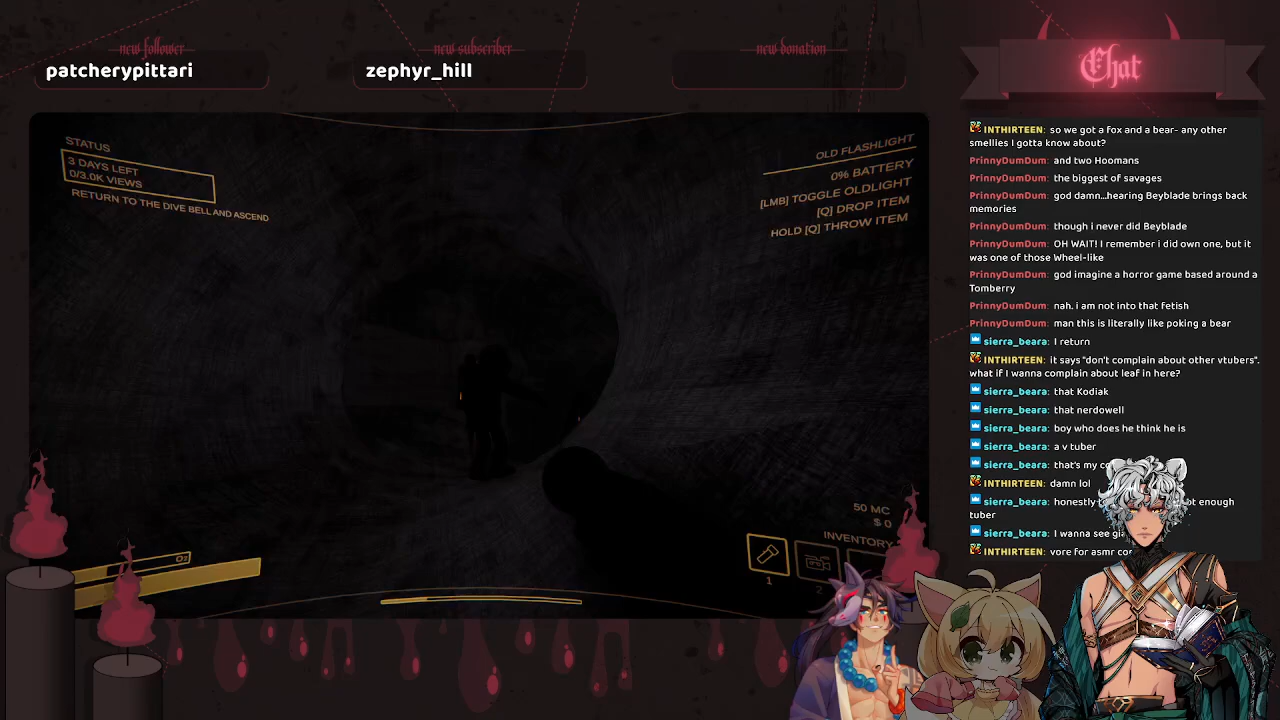 new follower
patcherypittari
new subscriber
zephyr_hill
new donation
Chat
STATUS
3 DAYS LEFT
0/3.0K VIEWS
RETURN TO THE DIVE BELL AND ASCEND
OLD FLASHLIGHT
0% BATTERY
[LMB] TOGGLE OLDLIGHT
[Q] DROP ITEM
HOLD [Q] THROW ITEM
50 MC
$ 0
INVENTORY
1
2
O2
INTHIRTEEN: so we got a fox and a bear- any other
smellies I gotta know about?
PrinnyDumDum: and two Hoomans
PrinnyDumDum: the biggest of savages
PrinnyDumDum: god damn...hearing Beyblade brings back
memories
PrinnyDumDum: though i never did Beyblade
PrinnyDumDum: OH WAIT! I remember i did own one, but it
was one of those Wheel-like
PrinnyDumDum: god imagine a horror game based around a
Tomberry
PrinnyDumDum: nah. i am not into that fetish
PrinnyDumDum: man this is literally like poking a bear
sierra_beara: I return
INTHIRTEEN: it says "don't complain about other vtubers".
what if I wanna complain about leaf in here?
sierra_beara: that Kodiak
sierra_beara: that nerdowell
sierra_beara: boy who does he think he is
sierra_beara: a v tuber
sierra_beara: that's my
INTHIRTEEN: damn lol
sierra_beara: honestly enough
tuber
sierra_beara: I wanna see
INTHIRTEEN: vore for asmr